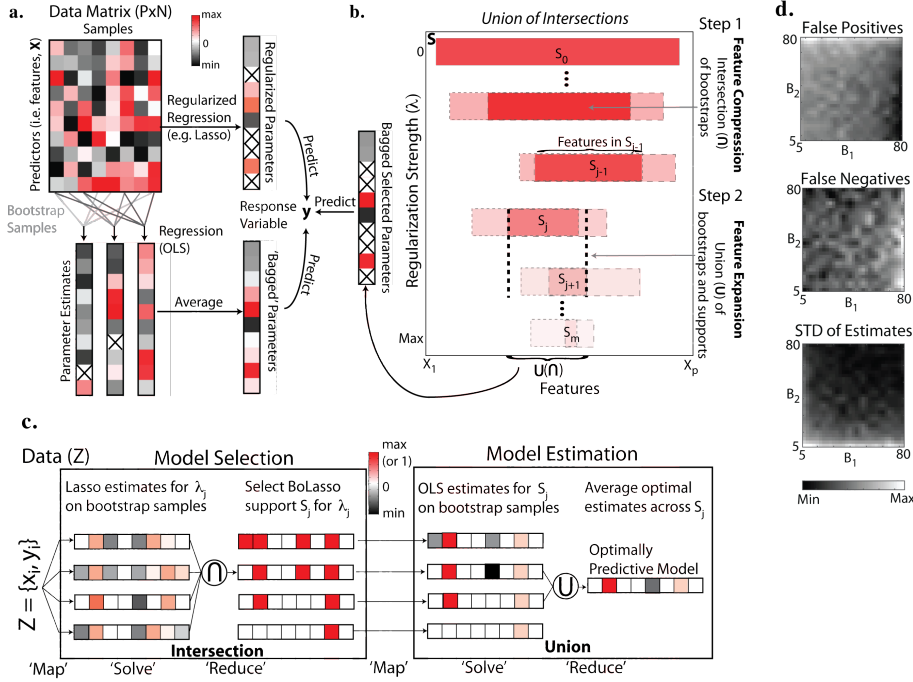 a.
Data Matrix (PxN)
Samples
Predictors (i.e. features, X)
max
0
min
Regularized
Regression
(e.g. Lasso)
Regularized
Parameters
Predict
Bootstrap
Samples
Response
Variable
y
Predict
Regression
(OLS)
Parameter Estimates
Average
'Bagged' Parameters
Predict
Bagged Selected Parameters
b.
Union of Intersections
Regularization Strength (λ)
0
S
S0
Features in Sj-1
Sj-1
Sj
Sj+1
Sm
Max
X1
U(∩)
Xp
Features
Step 1
Feature Compression
Intersection (∩)
of bootstraps
Step 2
Feature Expansion
Union (U) of
bootstraps and supports
c.
Data (Z)
Z = {xi, yi}
Model Selection
Lasso estimates for λj
on bootstrap samples
Select BoLasso
support Sj for λj
∩
Intersection
max
(or 1)
0
min
Model Estimation
OLS estimates for Sj
on bootstrap samples
Average optimal
estimates across Sj
Optimally
Predictive Model
U
Union
'Map' 'Solve' 'Reduce' 'Map' 'Solve' 'Reduce'
d.
False Positives
80
B2
5
B1
False Negatives
80
B2
5 5
B1
80
STD of Estimates
80
B2
5
5
B1
80
Min Max